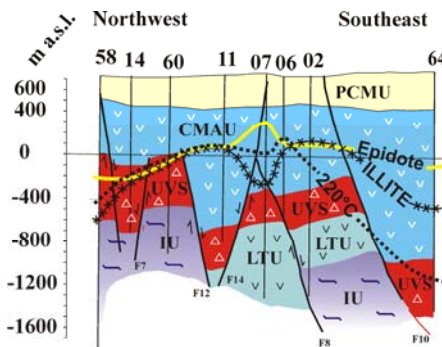 Northwest Southeast
m a.s.l.
58 14 60 11 07 06 02 64
600
400
0
-400
-800
-1200
-1600
PCMU
CMAU
Epidote
ILLITE
220°C
UVS
UVS
UVS
LTU
LTU
IU
IU
F7
F12
F14
F8
F10